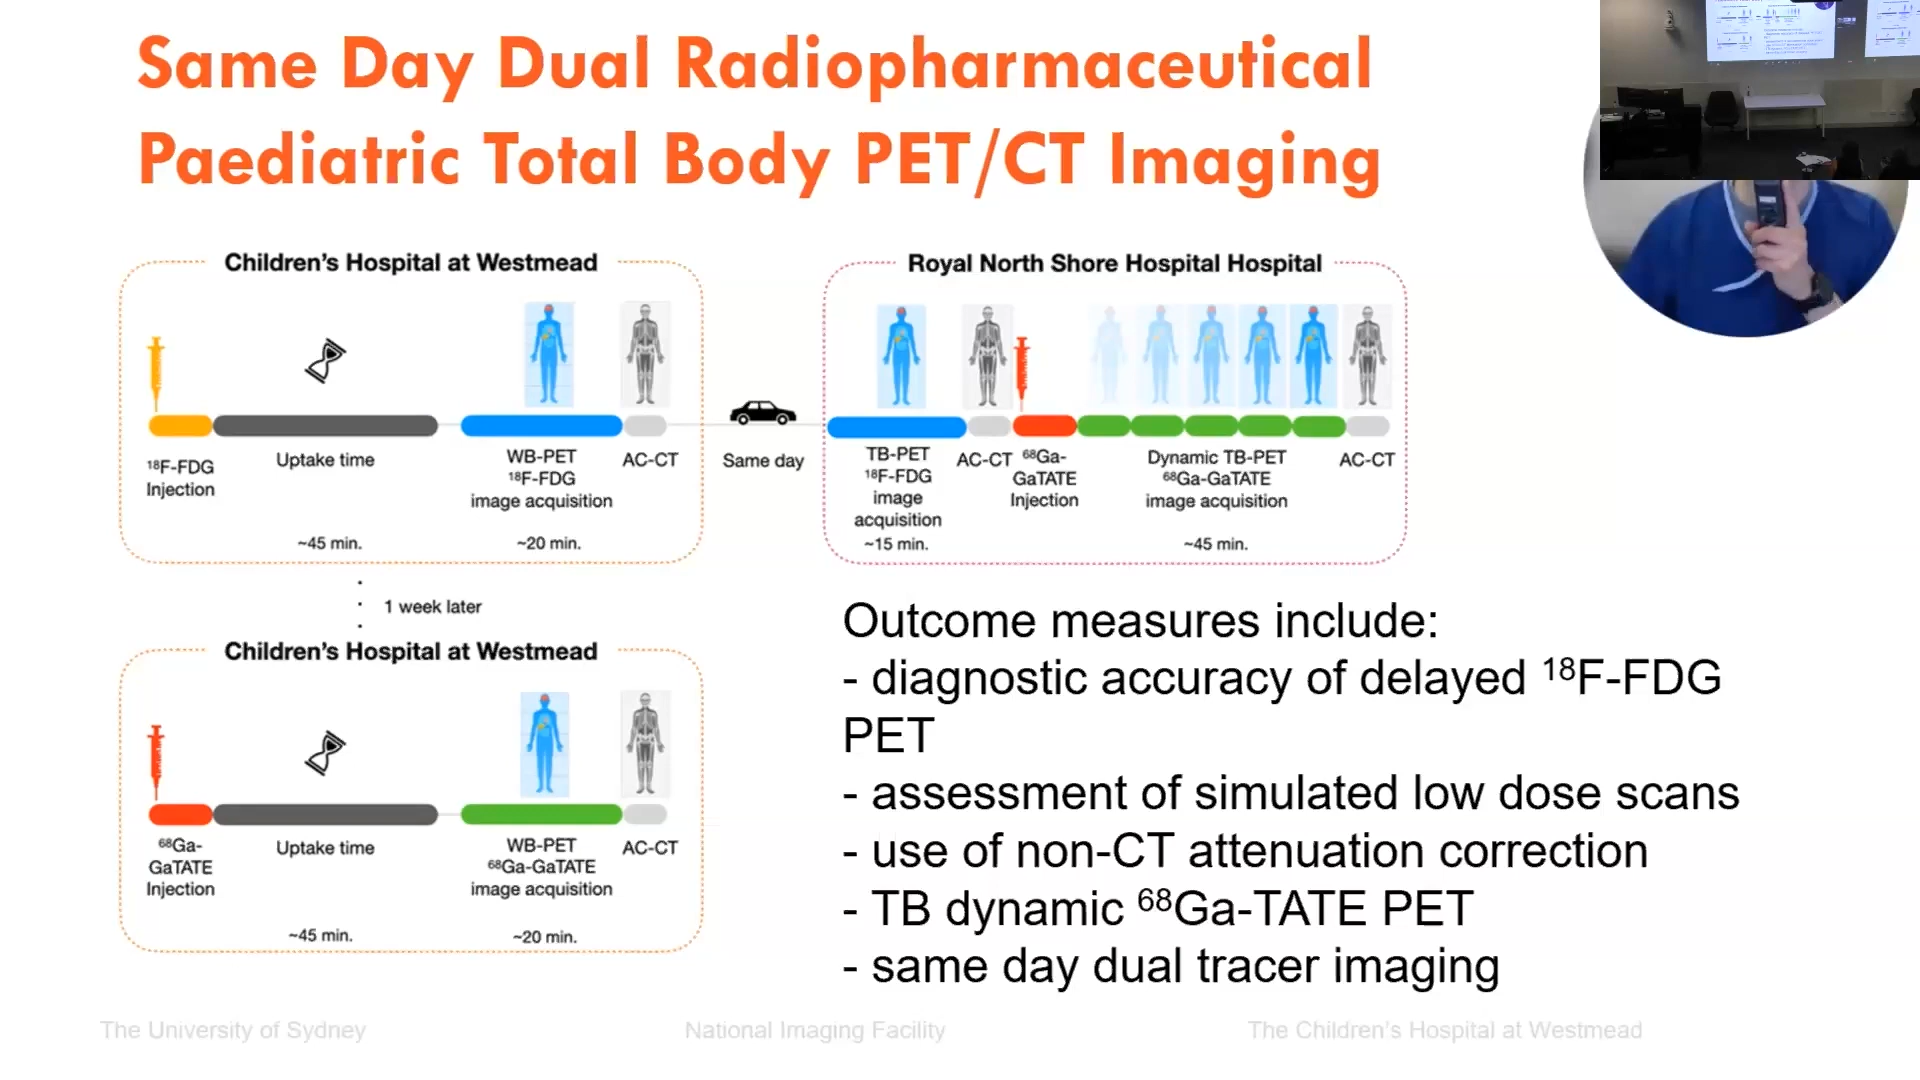 Same Day Dual Radiopharmaceutical
Paediatric Total Body PET/CT Imaging
Children's Hospital at Westmead
¹⁸F-FDG
Injection
Uptake time
~45 min.
WB-PET
¹⁸F-FDG
image acquisition
~20 min.
AC-CT
Same day
Royal North Shore Hospital Hospital
TB-PET
¹⁸F-FDG
image
acquisition
~15 min.
AC-CT
⁶⁸Ga-
GaTATE
Injection
Dynamic TB-PET
⁶⁸Ga-GaTATE
image acquisition
~45 min.
AC-CT
1 week later
Children's Hospital at Westmead
⁶⁸Ga-
GaTATE
Injection
Uptake time
~45 min.
WB-PET
⁶⁸Ga-GaTATE
image acquisition
~20 min.
AC-CT
Outcome measures include:
- diagnostic accuracy of delayed ¹⁸F-FDG
PET
- assessment of simulated low dose scans
- use of non-CT attenuation correction
- TB dynamic ⁶⁸Ga-TATE PET
- same day dual tracer imaging
The University of Sydney
National Imaging Facility
The Children's Hospital at Westmead